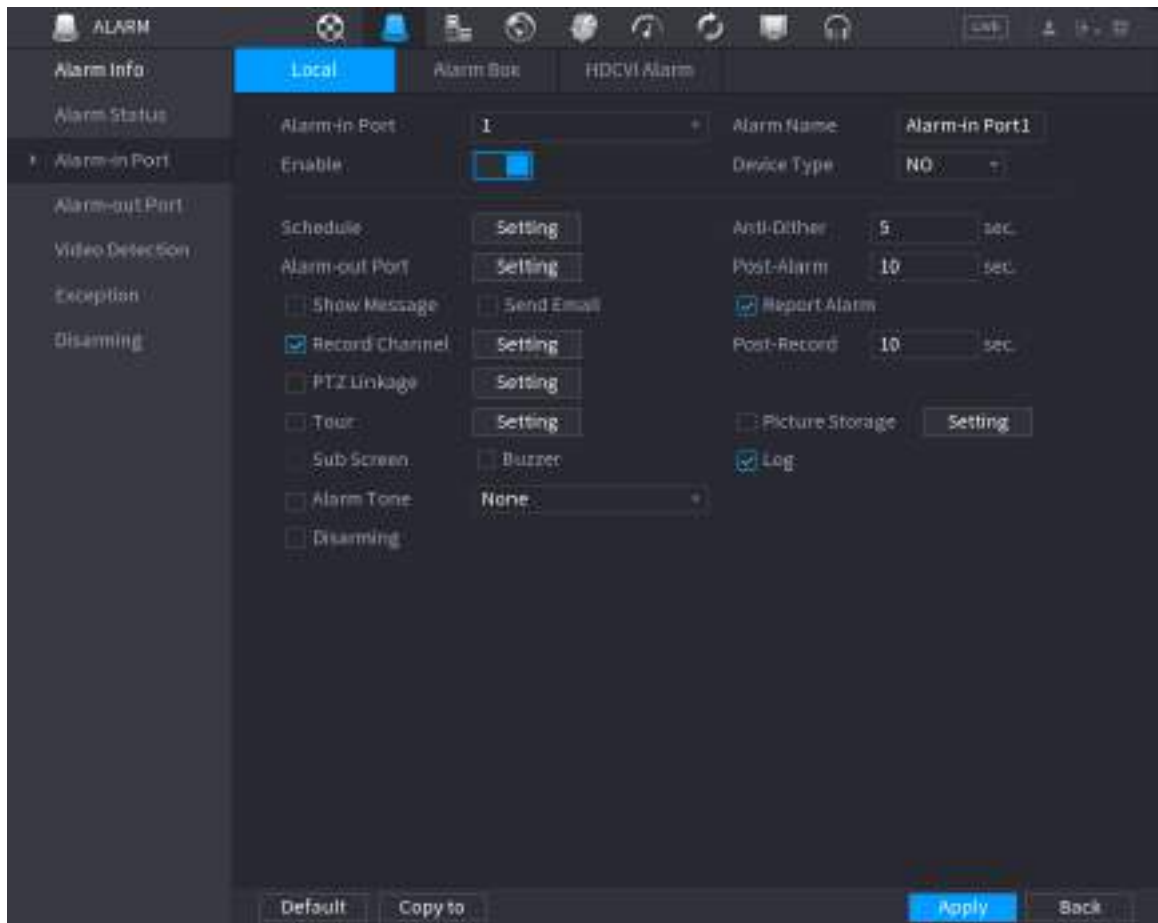 ALARM
LIVE
Alarm Info
Alarm Status
Alarm-in Port
Alarm-out Port
Video Detection
Exception
Disarming
Local Alarm Box HDCVI Alarm
Alarm-in Port 1 Alarm Name Alarm-in Port1
Enable Device Type NO
Schedule Setting Anti-Dither 5 sec.
Alarm-out Port Setting Post-Alarm 10 sec.
Show Message Send Email Report Alarm
Record Channel Setting Post-Record 10 sec.
PTZ Linkage Setting
Tour Setting Picture Storage Setting
Sub Screen Buzzer Log
Alarm Tone None
Disarming
Default Copy to Apply Back